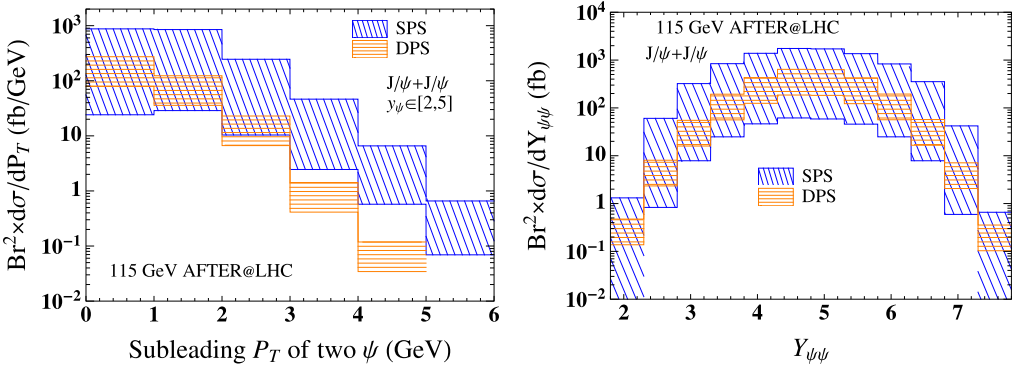 Br²×dσ/dP_T (fb/GeV)
10³
10²
10
1
10⁻¹
10⁻²
SPS
DPS
J/ψ+J/ψ
y_ψ∈[2,5]
115 GeV AFTER@LHC
0 1 2 3 4 5 6
Subleading P_T of two ψ (GeV)
Br²×dσ/dY_ψψ (fb)
10⁴
10³
10²
10
1
10⁻¹
10⁻²
115 GeV AFTER@LHC
J/ψ+J/ψ
SPS
DPS
2 3 4 5 6 7
Y_ψψ